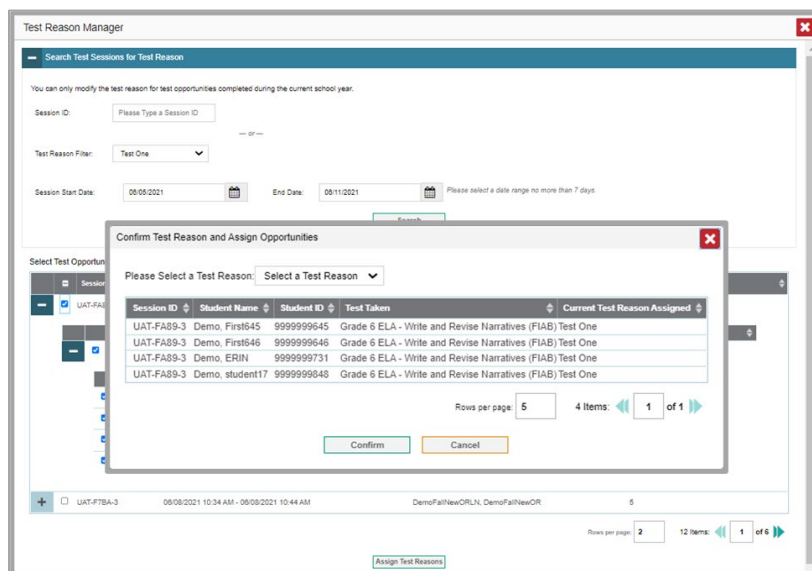 Test Reason Manager
Search Test Sessions for Test Reason
You can only modify the test reason for test opportunities completed during the current school year.
Session ID: Please Type a Session ID
— or —
Test Reason Filter: Test One
Session Start Date: 06/05/2021 End Date: 06/11/2021 Please select a date range no more than 7 days.
Confirm Test Reason and Assign Opportunities
Please Select a Test Reason: Select a Test Reason
Session ID Student Name Student ID Test Taken Current Test Reason Assigned
UAT-FA89-3 Demo, First645 9999999645 Grade 6 ELA - Write and Revise Narratives (FIAB) Test One
UAT-FA89-3 Demo, First646 9999999646 Grade 6 ELA - Write and Revise Narratives (FIAB) Test One
UAT-FA89-3 Demo, ERIN 9999999731 Grade 6 ELA - Write and Revise Narratives (FIAB) Test One
UAT-FA89-3 Demo, student17 9999999848 Grade 6 ELA - Write and Revise Narratives (FIAB) Test One
Rows per page: 5 4 Items: 1 of 1
Confirm Cancel
Select Test Opportun
Session
UAT-FA8
UAT-F7BA-3 06/08/2021 10:34 AM - 06/08/2021 10:44 AM DemoFallNewORLN, DemoFallNewOR 5
Rows per page: 2 12 Items: 1 of 6
Assign Test Reasons